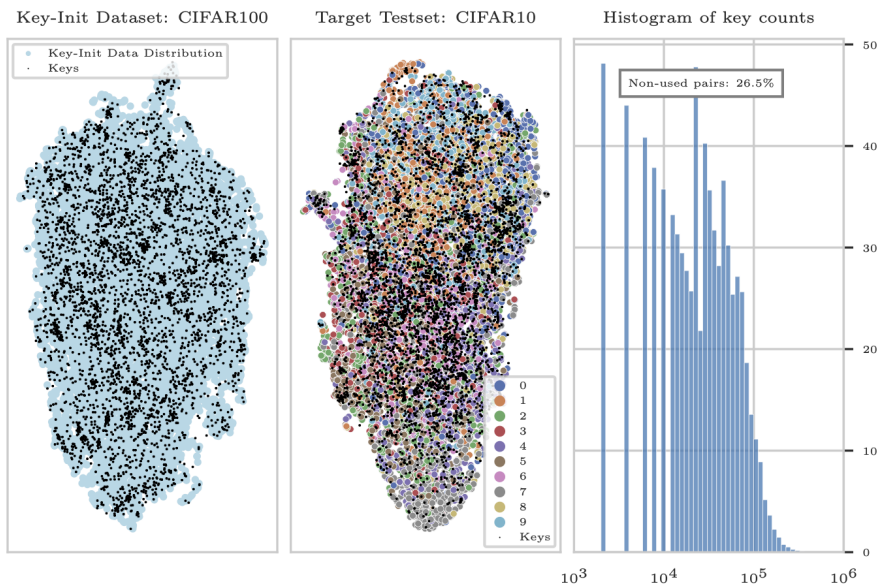 Key-Init Dataset: CIFAR100
Key-Init Data Distribution
Keys
Target Testset: CIFAR10
0
1
2
3
4
5
6
7
8
9
Keys
Histogram of key counts
Non-used pairs: 26.5%
50
40
30
20
10
0
10³
10⁴
10⁵
10⁶